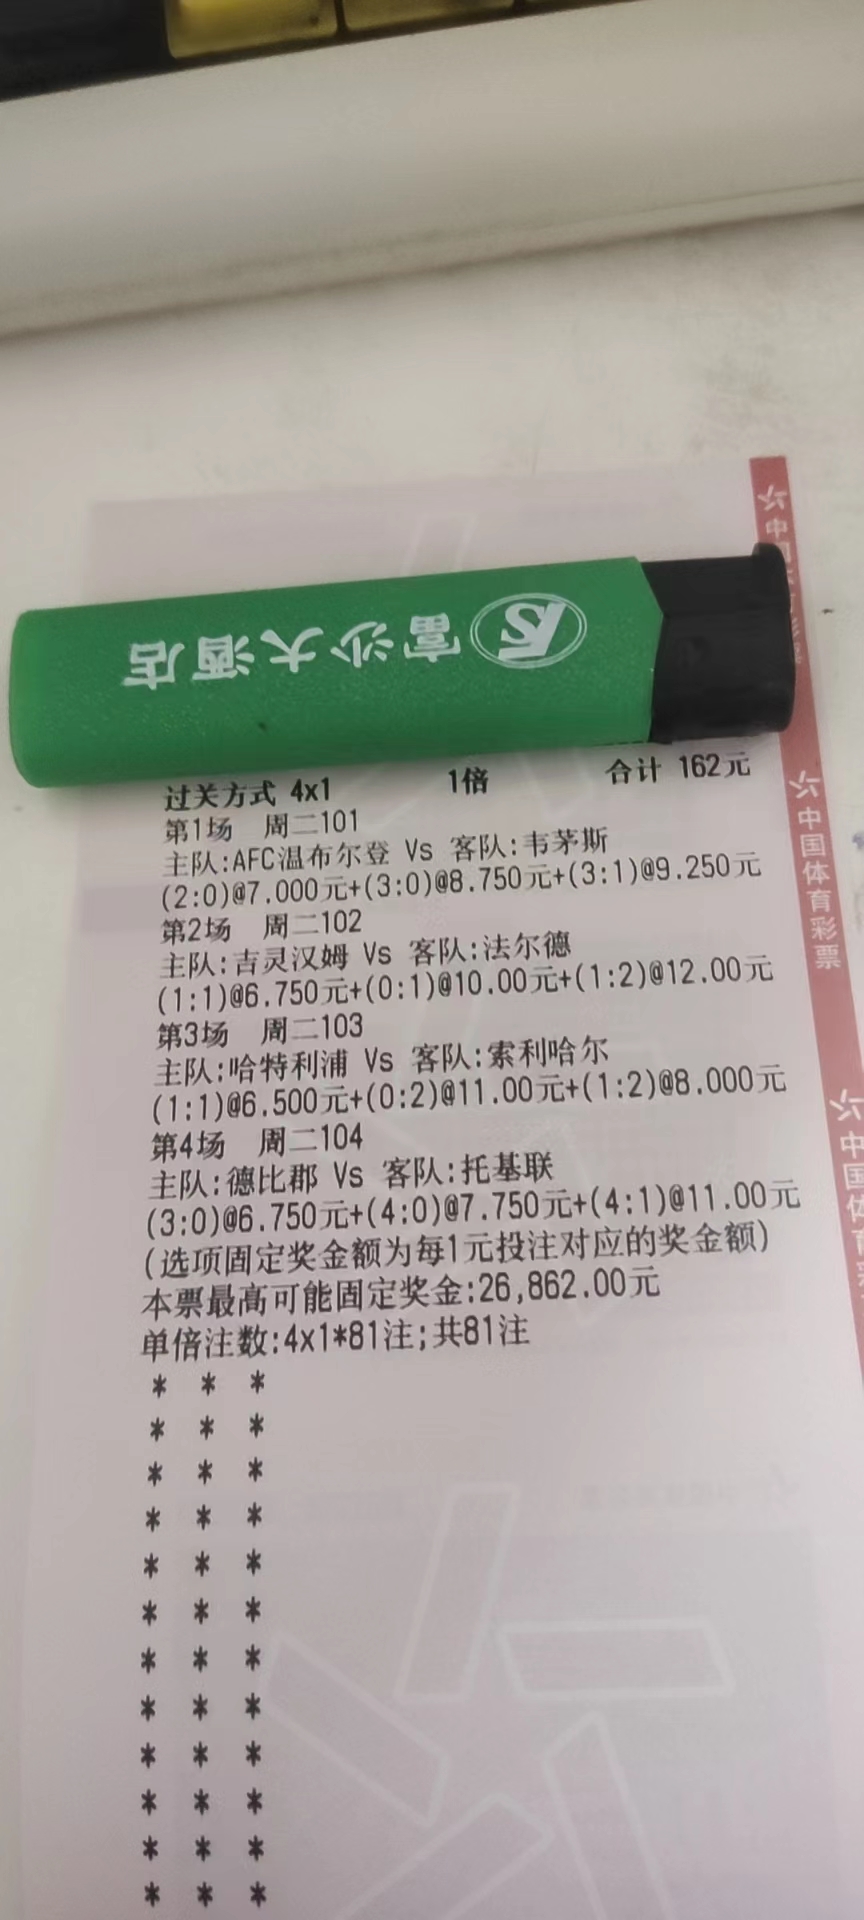 中国体育彩票
富沙大酒店
过关方式 4x1 1倍 合计 162元
第1场 周二101
主队:AFC温布尔登 Vs 客队:韦茅斯
(2:0)@7.000元+(3:0)@8.750元+(3:1)@9.250元
第2场 周二102
主队:吉灵汉姆 Vs 客队:法尔德
(1:1)@6.750元+(0:1)@10.00元+(1:2)@12.00元
第3场 周二103
主队:哈特利浦 Vs 客队:索利哈尔
(1:1)@6.500元+(0:2)@11.00元+(1:2)@8.000元
第4场 周二104
主队:德比郡 Vs 客队:托基联
(3:0)@6.750元+(4:0)@7.750元+(4:1)@11.00元
(选项固定奖金额为每1元投注对应的奖金额)
本票最高可能固定奖金:26,862.00元
单倍注数:4x1*81注;共81注
* * *
* * *
* * *
* * *
* * *
* * *
* * *
* * *
* * *
* * *
* * *
* * *